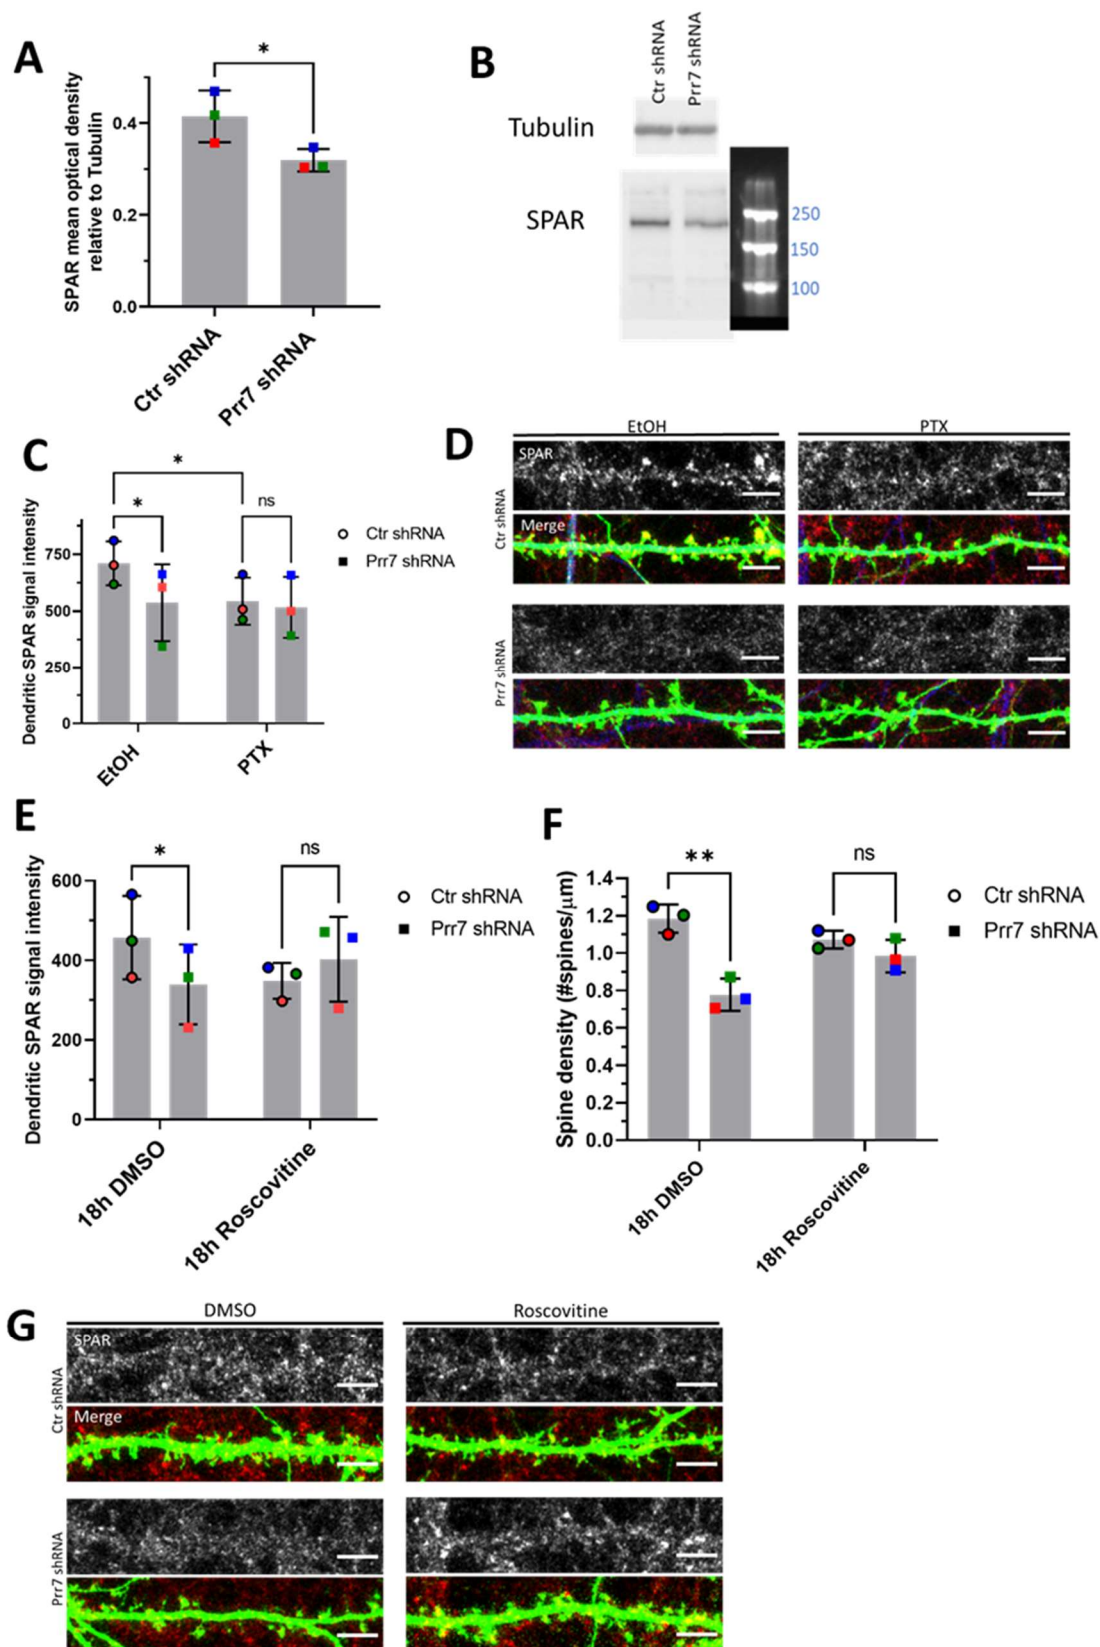 A
*
SPAR mean optical density
relative to Tubulin
0.4
0.2
0.0
Ctr shRNA
Prr7 shRNA
B
Ctr shRNA
Prr7 shRNA
Tubulin
SPAR
250
150
100
C
*
*
ns
Dendritic SPAR signal intensity
750
500
250
0
EtOH
PTX
Ctr shRNA
Prr7 shRNA
D
EtOH
PTX
SPAR
Merge
Ctr shRNA
Prr7 shRNA
E
*
ns
Dendritic SPAR signal intensity
600
400
200
0
18h DMSO
18h Roscovitine
Ctr shRNA
Prr7 shRNA
F
**
ns
Spine density (#spines/μm)
1.4
1.2
1.0
0.8
0.6
0.4
0.2
0.0
18h DMSO
18h Roscovitine
Ctr shRNA
Prr7 shRNA
G
DMSO
Roscovitine
SPAR
Merge
Ctr shRNA
Prr7 shRNA